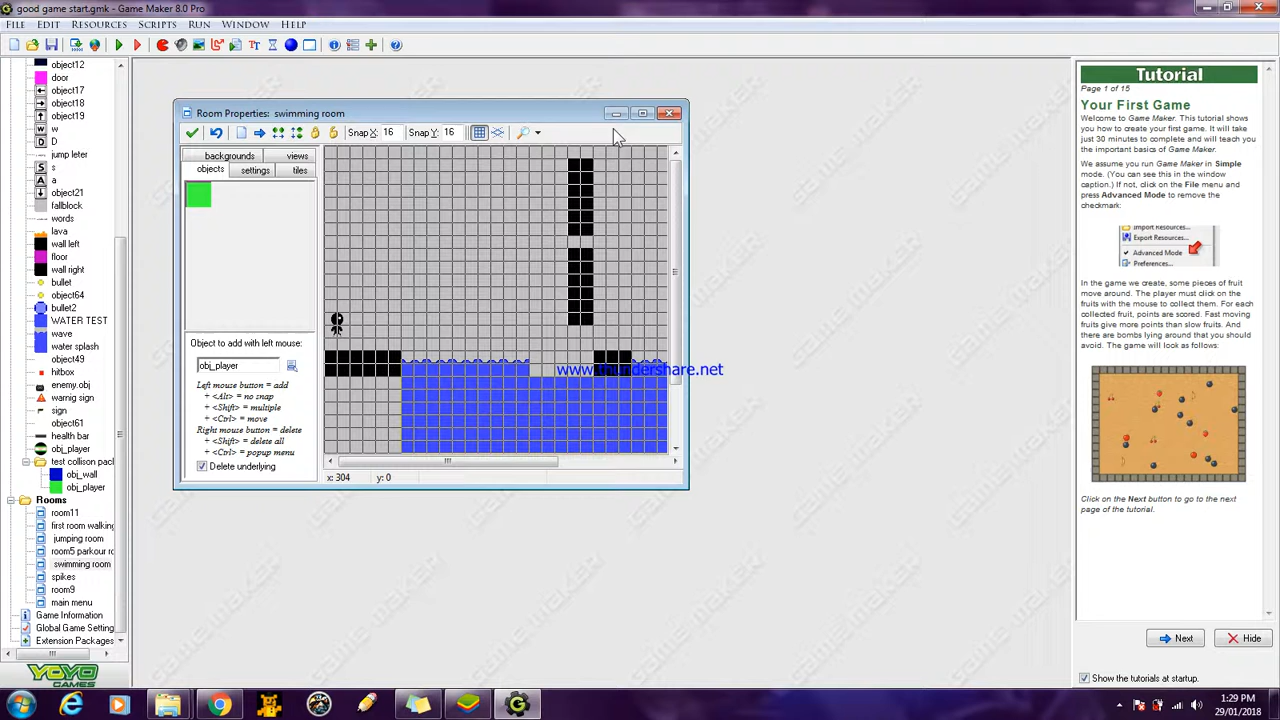 good game start.gmk - Game Maker 8.0 Pro
FILE EDIT RESOURCES SCRIPTS RUN WINDOW HELP
object12
door
object17
object18
object19
w
D
jump leter
s
a
object21
fallblock
words
lava
wall left
floor
wall right
bullet
object64
bullet2
WATER TEST
wave
water splash
object49
hitbox
enemy.obj
warnig sign
sign
object61
health bar
obj_player
test collison pac
obj_wall
obj_player
Rooms
room11
first room walking
jumping room
room5 parkour ro
swimming room
spikes
room9
main menu
Game Information
Global Game Setting
Extension Packages
YOYO
GAMES
Room Properties: swimming room
Snap X: 16 Snap Y: 16
backgrounds views
objects settings tiles
Object to add with left mouse:
obj_player
Left mouse button = add
+ <Alt> = no snap
+ <Shift> = multiple
+ <Ctrl> = move
Right mouse button = delete
+ <Shift> = delete all
+ <Ctrl> = popup menu
Delete underlying
x: 304 y: 0
www.thundershare.net
Tutorial
Page 1 of 15
Your First Game
Welcome to Game Maker. This tutorial
shows you how to create your first game. It will take
just 30 minutes to complete and will teach you
the important basics of Game Maker.
We assume you run Game Maker in Simple
mode. (You can see this in the window
caption.) If not, click on the File menu and
press Advanced Mode to remove the
checkmark:
Import Resources...
Export Resources...
Advanced Mode
Preferences...
In the game we create, some pieces of fruit
move around. The player must click on the
fruits with the mouse to collect them. For each
collected fruit, points are scored. Fast moving
fruits give more points than slow fruits. And
there are bombs lying around that you should
avoid. The game will look as follows:
Click on the Next button to go to the next
page of the tutorial.
Next Hide
Show the tutorials at startup.
1:29 PM
29/01/2018